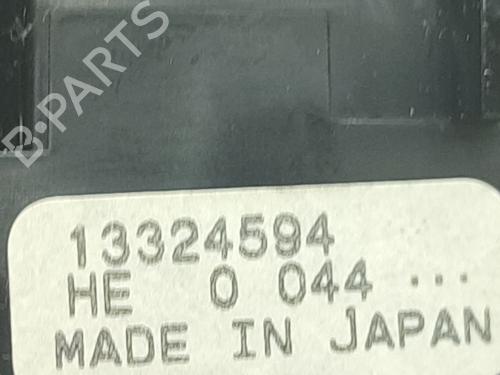 B-PARTS
13324594
HE 0 044 ...
MADE IN JAPAN